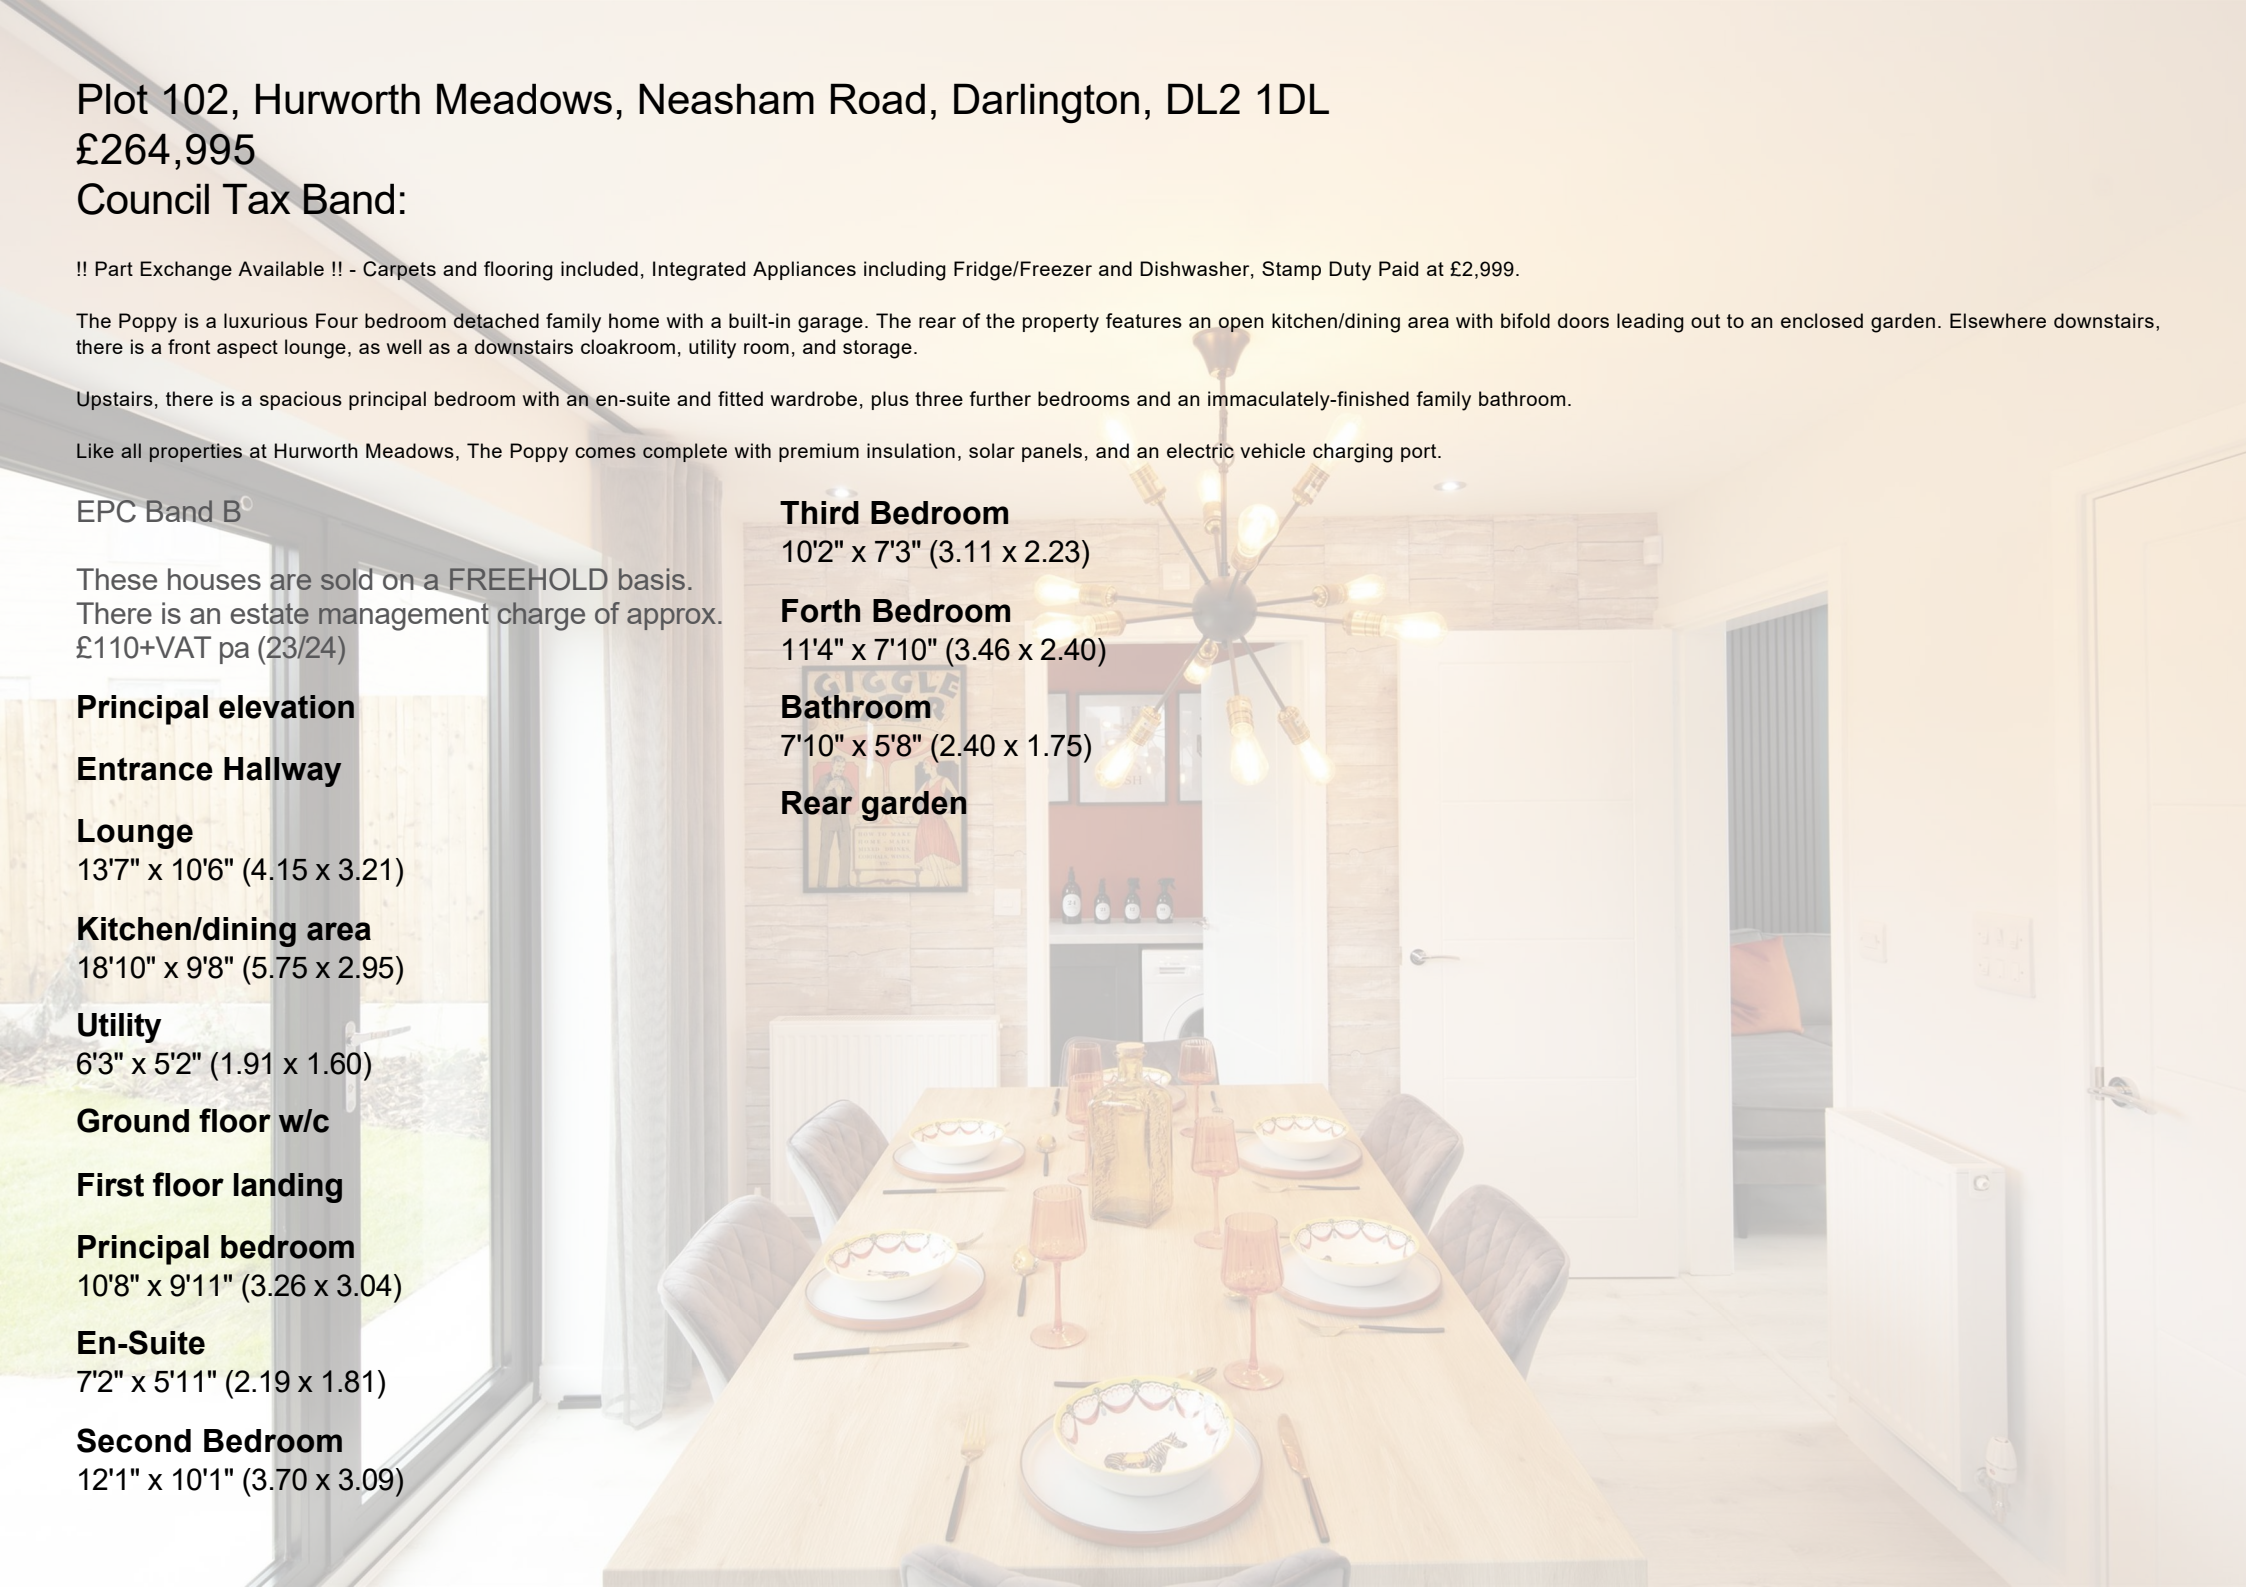 Plot 102, Hurworth Meadows, Neasham Road, Darlington, DL2 1DL
£264,995
Council Tax Band:
!! Part Exchange Available !! - Carpets and flooring included, Integrated Appliances including Fridge/Freezer and Dishwasher, Stamp Duty Paid at £2,999.
The Poppy is a luxurious Four bedroom detached family home with a built-in garage. The rear of the property features an open kitchen/dining area with bifold doors leading out to an enclosed garden. Elsewhere downstairs,
there is a front aspect lounge, as well as a downstairs cloakroom, utility room, and storage.
Upstairs, there is a spacious principal bedroom with an en-suite and fitted wardrobe, plus three further bedrooms and an immaculately-finished family bathroom.
Like all properties at Hurworth Meadows, The Poppy comes complete with premium insulation, solar panels, and an electric vehicle charging port.
EPC Band B
These houses are sold on a FREEHOLD basis.
There is an estate management charge of approx.
£110+VAT pa (23/24)
Principal elevation
Entrance Hallway
Lounge
13'7" x 10'6" (4.15 x 3.21)
Kitchen/dining area
18'10" x 9'8" (5.75 x 2.95)
Utility
6'3" x 5'2" (1.91 x 1.60)
Ground floor w/c
First floor landing
Principal bedroom
10'8" x 9'11" (3.26 x 3.04)
En-Suite
7'2" x 5'11" (2.19 x 1.81)
Second Bedroom
12'1" x 10'1" (3.70 x 3.09)
Third Bedroom
10'2" x 7'3" (3.11 x 2.23)
Forth Bedroom
11'4" x 7'10" (3.46 x 2.40)
Bathroom
7'10" x 5'8" (2.40 x 1.75)
Rear garden
GIGGLE